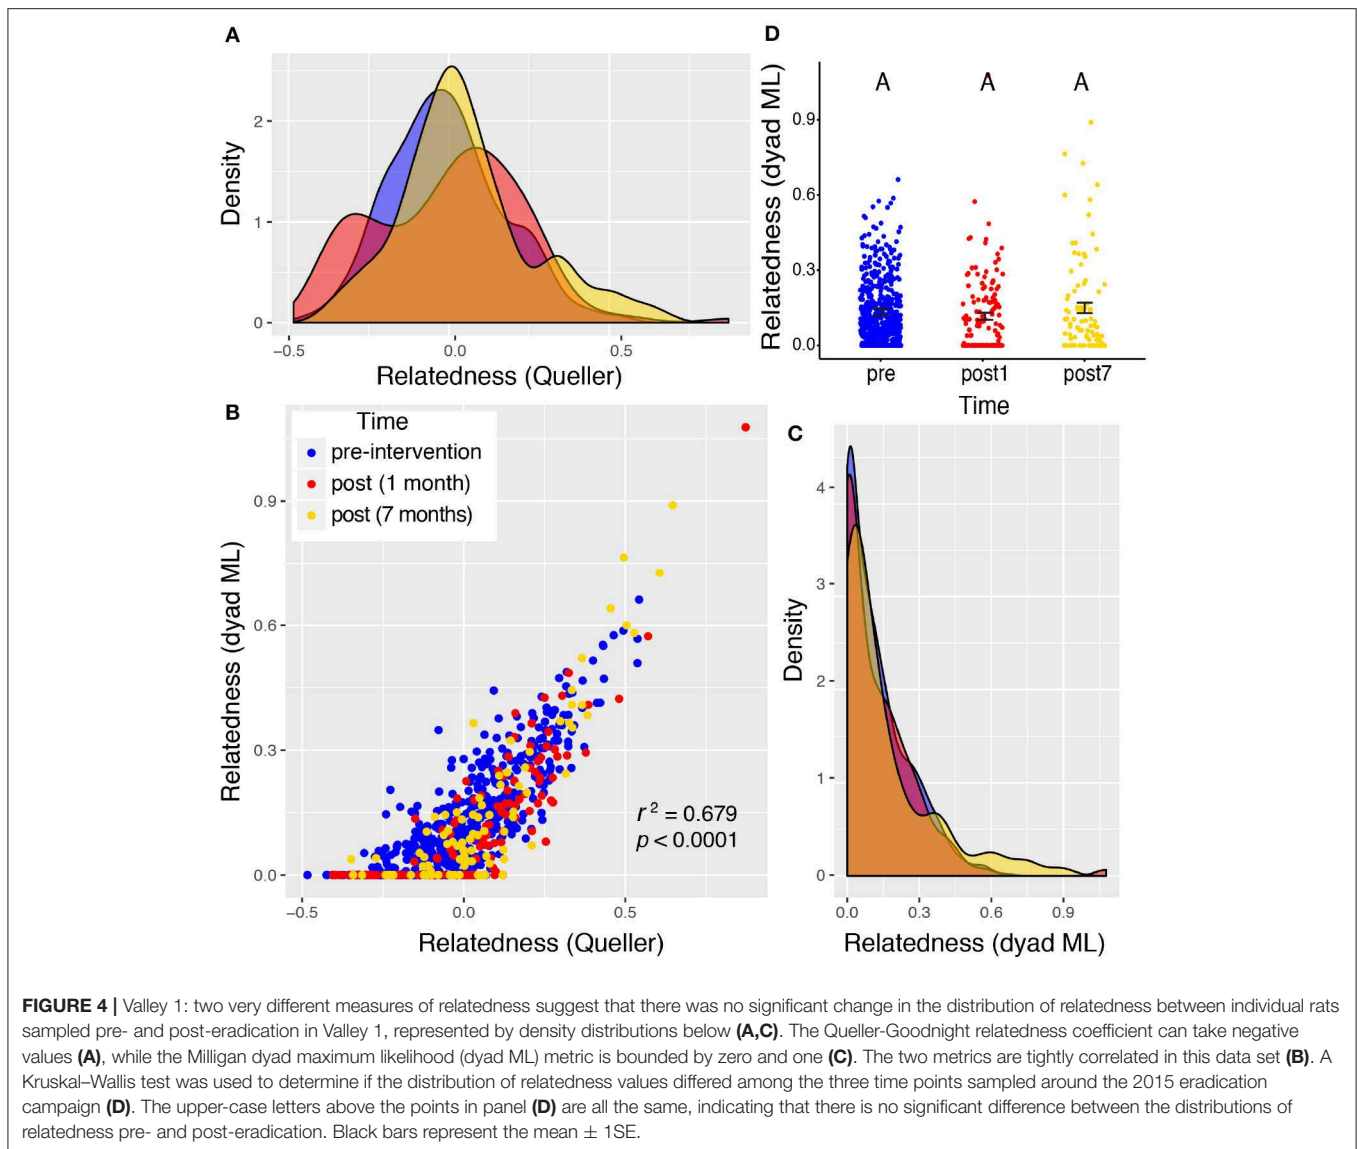 A
Density
2
1
0
−0.5
0.0
0.5
Relatedness (Queller)
D
Relatedness (dyad ML)
0.9
0.6
0.3
0.0
A
A
A
pre
post1
post7
Time
B
Time
pre-intervention
post (1 month)
post (7 months)
Relatedness (dyad ML)
0.9
0.6
0.3
0.0
r² = 0.679
p < 0.0001
−0.5
0.0
0.5
Relatedness (Queller)
C
Density
4
3
2
1
0
0.0
0.3
0.6
0.9
Relatedness (dyad ML)
FIGURE 4 | Valley 1: two very different measures of relatedness suggest that there was no significant change in the distribution of relatedness between individual rats
sampled pre- and post-eradication in Valley 1, represented by density distributions below (A,C). The Queller-Goodnight relatedness coefficient can take negative
values (A), while the Milligan dyad maximum likelihood (dyad ML) metric is bounded by zero and one (C). The two metrics are tightly correlated in this data set (B). A
Kruskal–Wallis test was used to determine if the distribution of relatedness values differed among the three time points sampled around the 2015 eradication
campaign (D). The upper-case letters above the points in panel (D) are all the same, indicating that there is no significant difference between the distributions of
relatedness pre- and post-eradication. Black bars represent the mean ± 1SE.